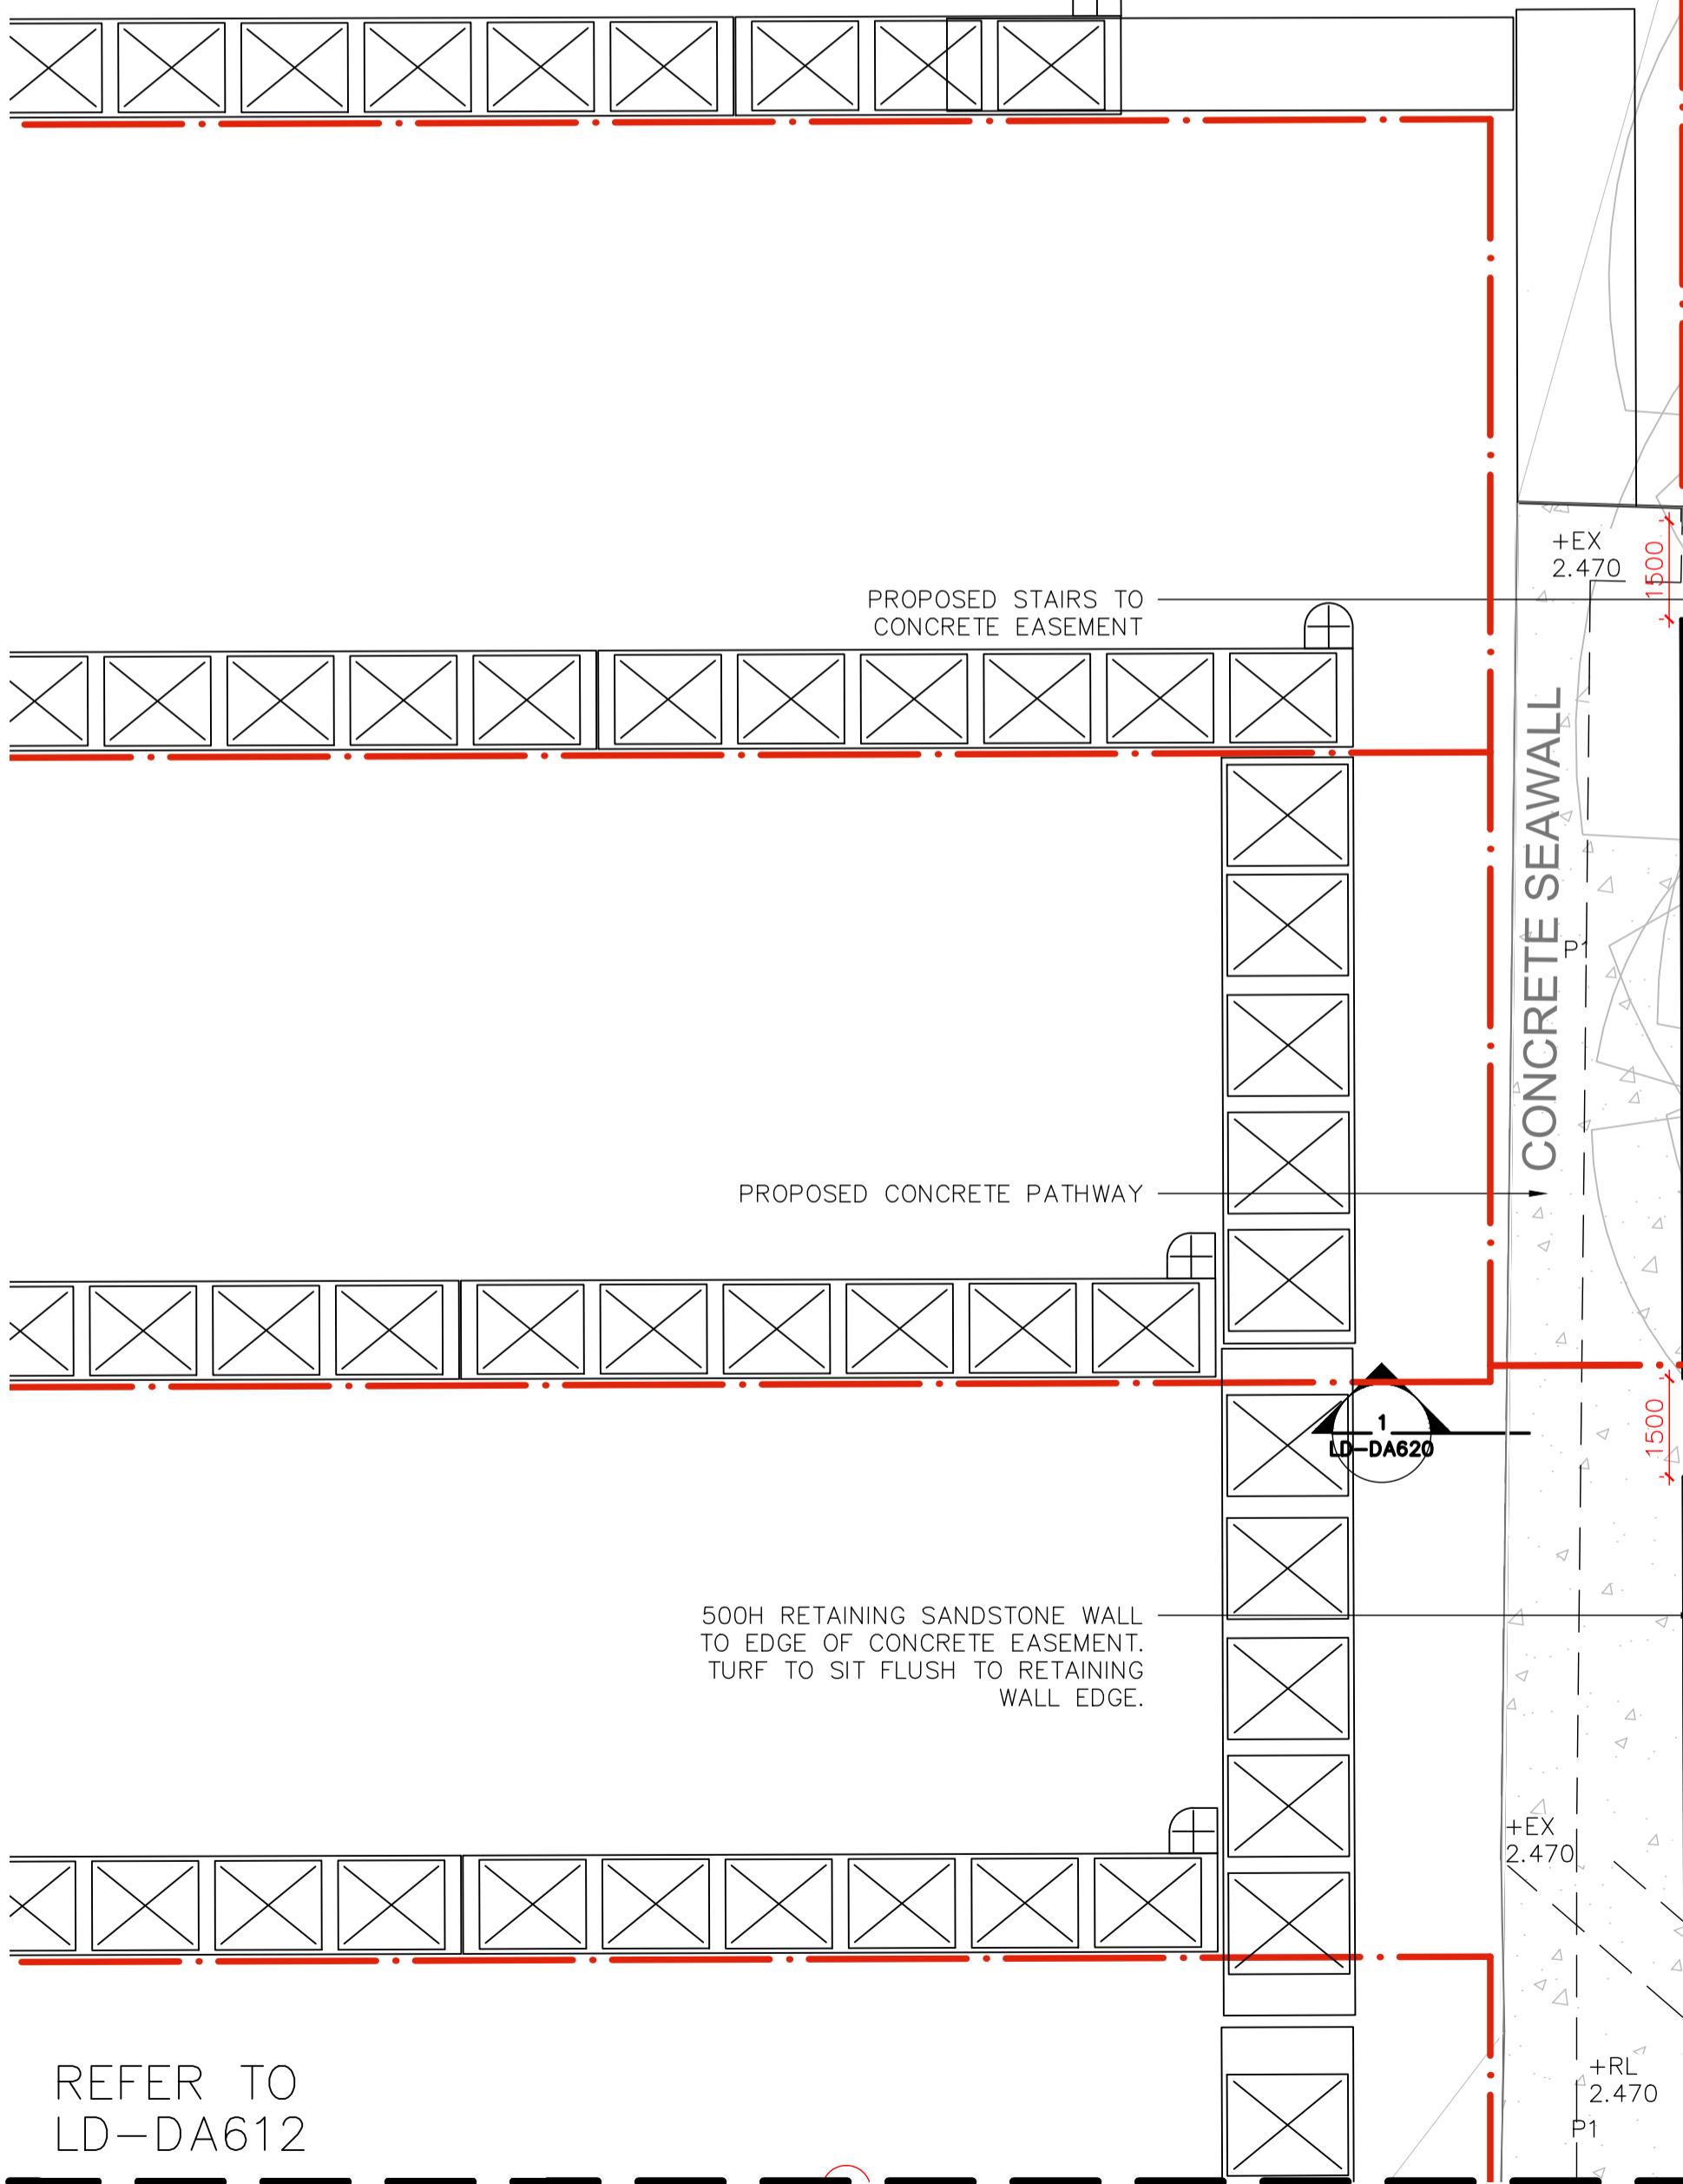 +EX
2.470
1500
PROPOSED STAIRS TO
CONCRETE EASEMENT
CONCRETE SEAWALL
P1
PROPOSED CONCRETE PATHWAY
1
LD-DA620
1500
500H RETAINING SANDSTONE WALL
TO EDGE OF CONCRETE EASEMENT.
TURF TO SIT FLUSH TO RETAINING
WALL EDGE.
+EX
2.470
REFER TO
LD-DA612
+RL
2.470
P1